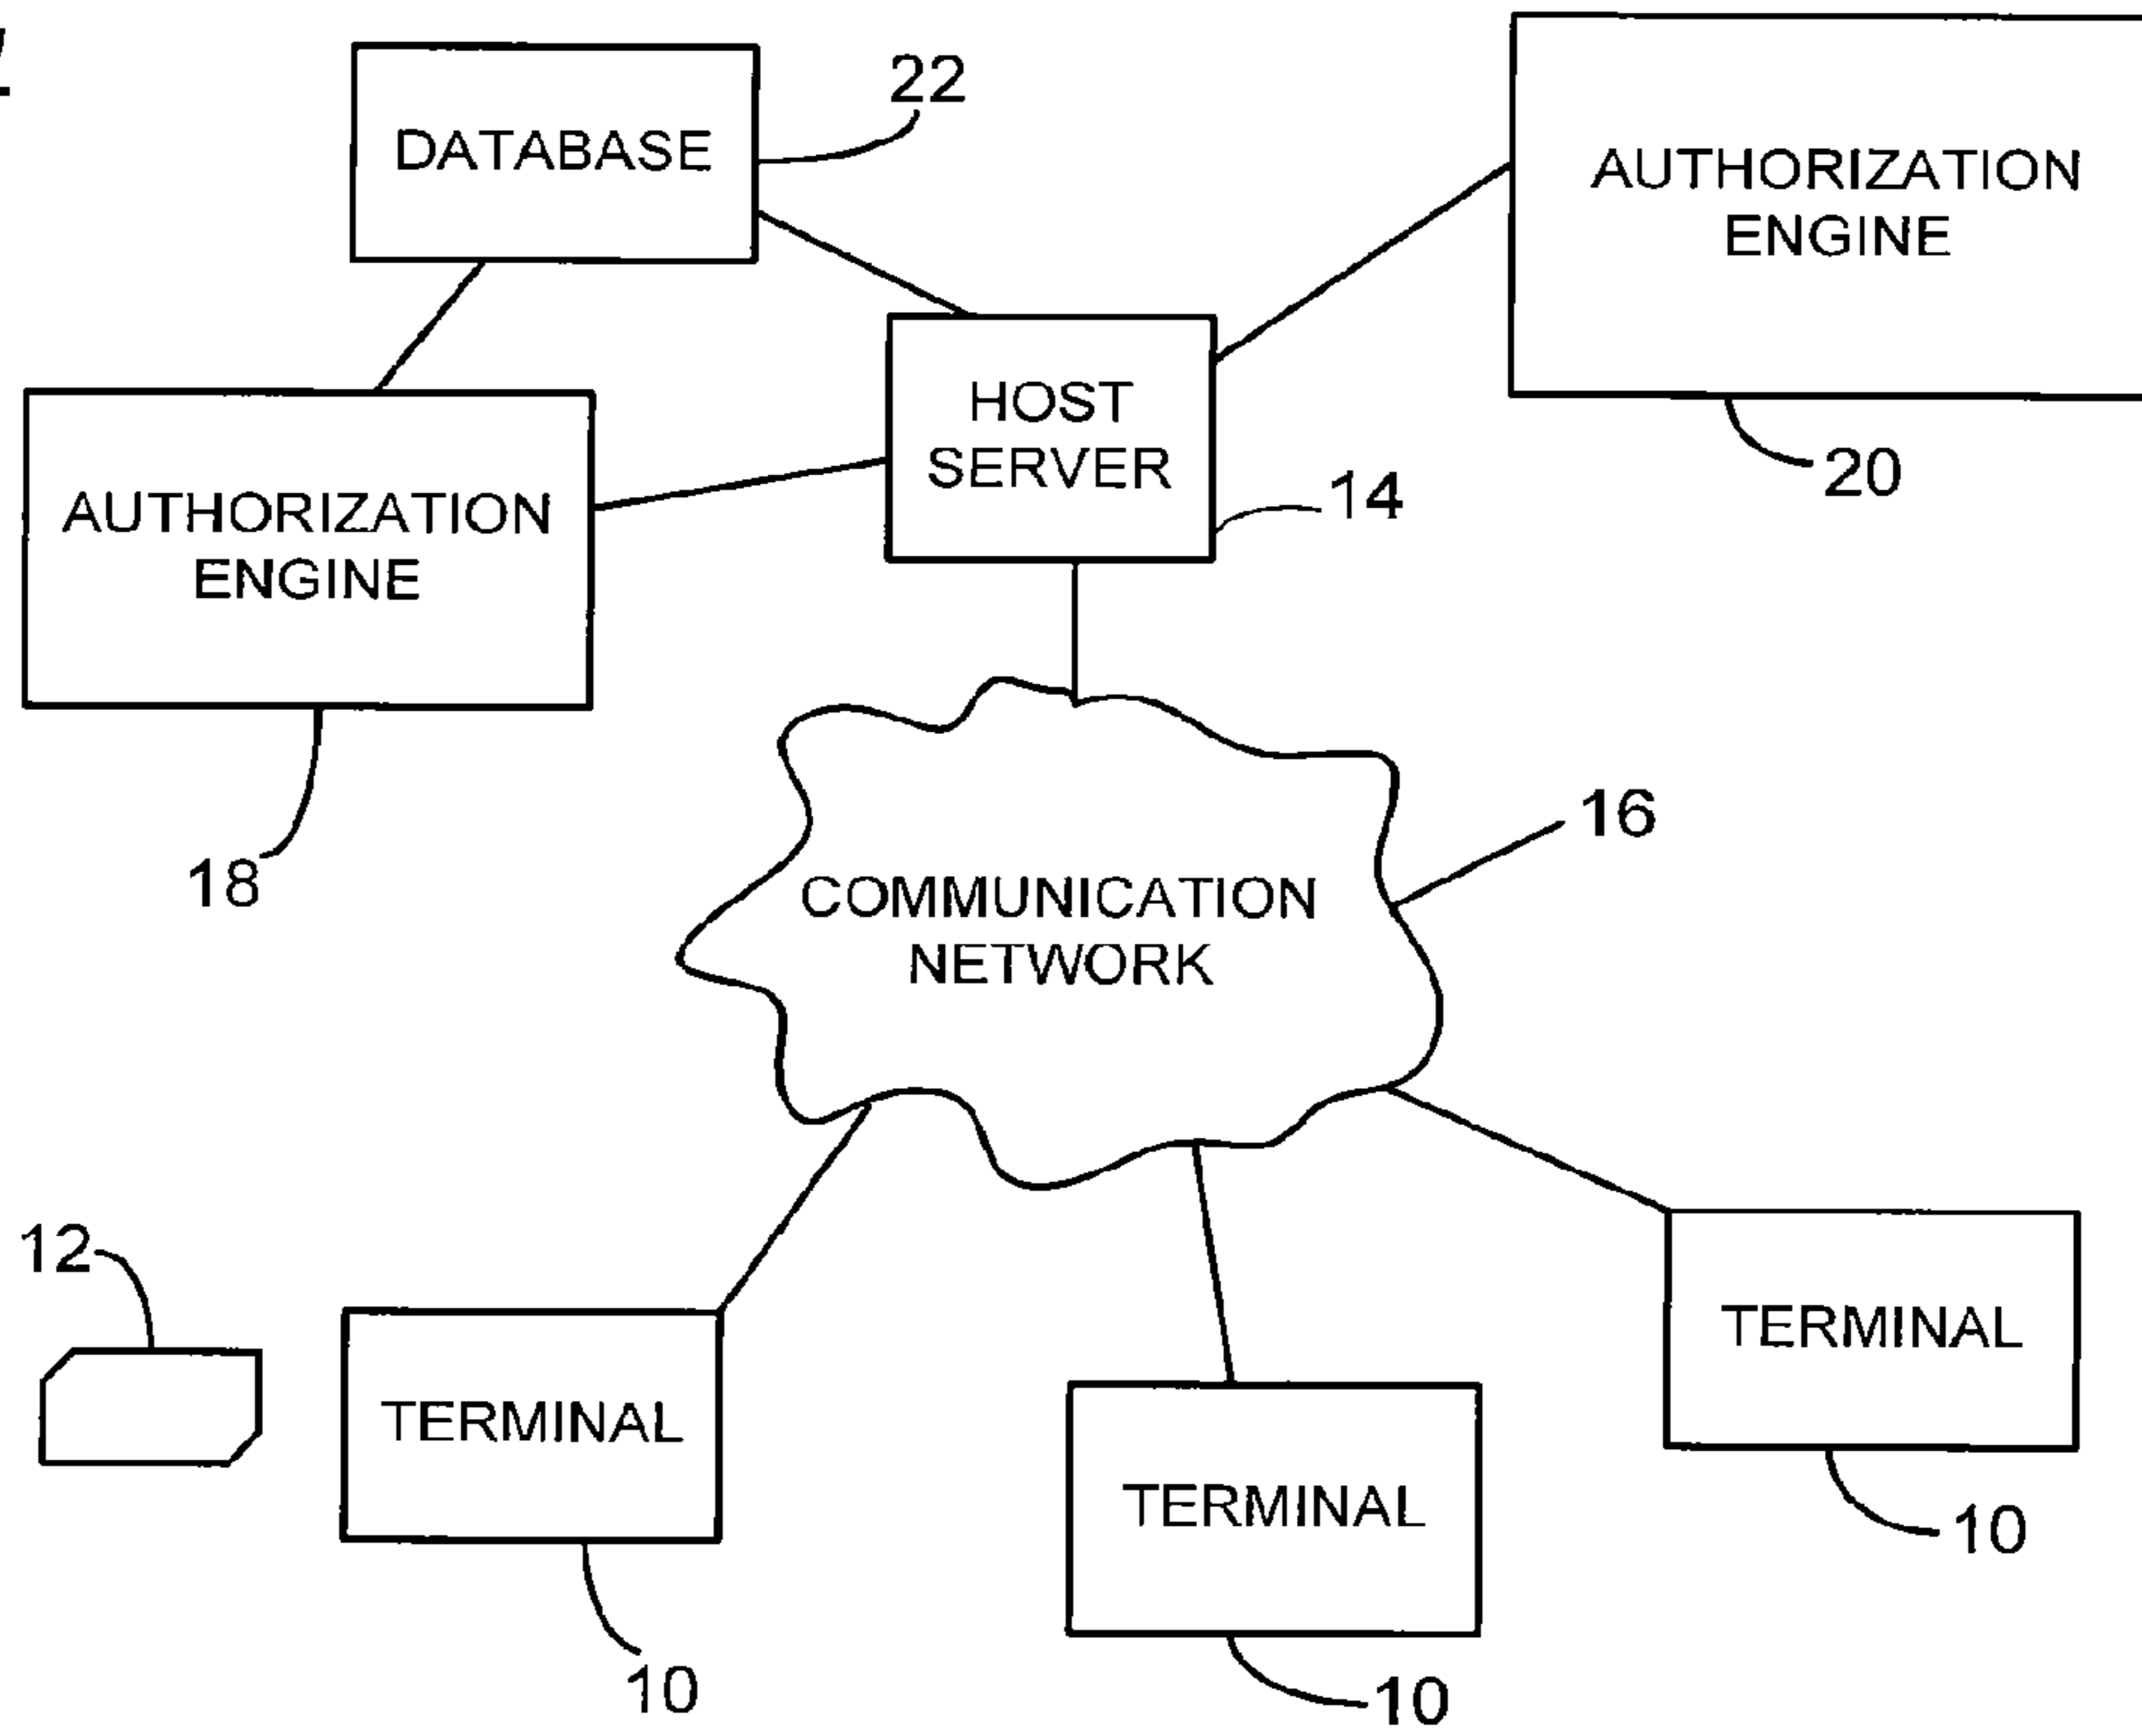 DATABASE
22
AUTHORIZATION
ENGINE
20
HOST
SERVER
14
AUTHORIZATION
ENGINE
18
COMMUNICATION
NETWORK
16
12
TERMINAL
10
TERMINAL
10
TERMINAL
10